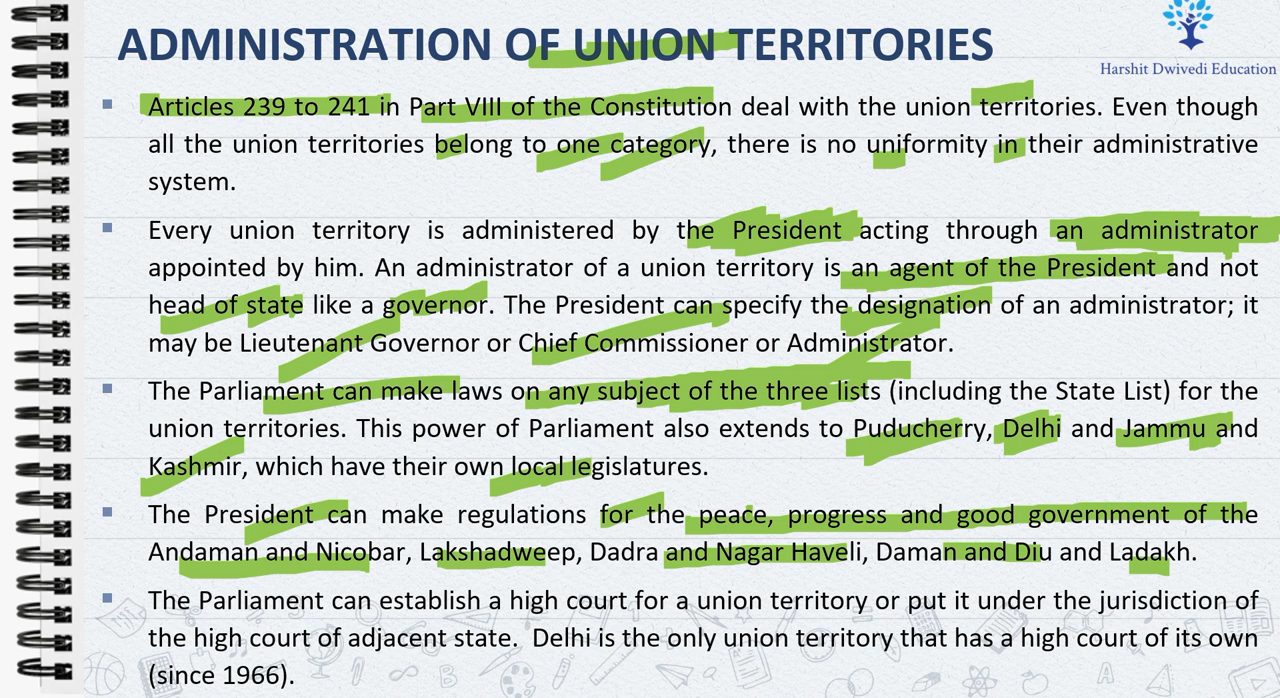 ADMINISTRATION OF UNION TERRITORIES
Harshit Dwivedi Education
▪ Articles 239 to 241 in Part VIII of the Constitution deal with the union territories. Even though
all the union territories belong to one category, there is no uniformity in their administrative
system.
▪ Every union territory is administered by the President acting through an administrator
appointed by him. An administrator of a union territory is an agent of the President and not
head of state like a governor. The President can specify the designation of an administrator; it
may be Lieutenant Governor or Chief Commissioner or Administrator.
▪ The Parliament can make laws on any subject of the three lists (including the State List) for the
union territories. This power of Parliament also extends to Puducherry, Delhi and Jammu and
Kashmir, which have their own local legislatures.
▪ The President can make regulations for the peace, progress and good government of the
Andaman and Nicobar, Lakshadweep, Dadra and Nagar Haveli, Daman and Diu and Ladakh.
▪ The Parliament can establish a high court for a union territory or put it under the jurisdiction of
the high court of adjacent state. Delhi is the only union territory that has a high court of its own
(since 1966).